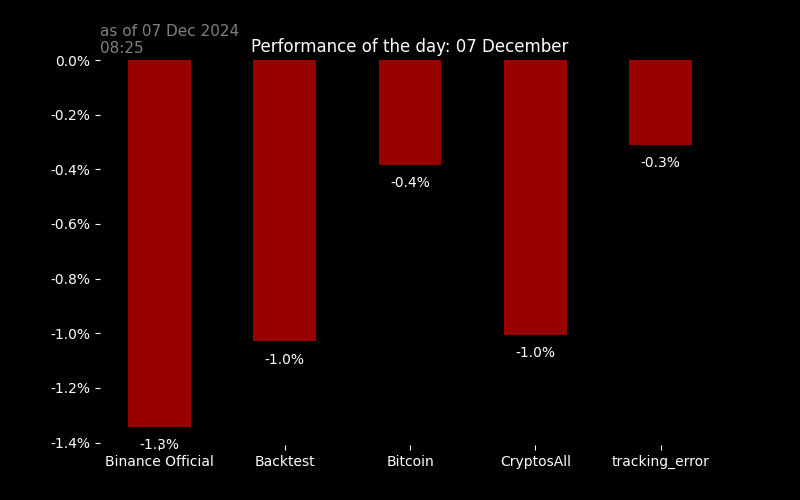 as of 07 Dec 2024
08:25
Performance of the day: 07 December
0.0%
-0.2%
-0.4%
-0.6%
-0.8%
-1.0%
-1.2%
-1.4%
-1.3%
-1.0%
-0.4%
-1.0%
-0.3%
Binance Official
Backtest
Bitcoin
CryptosAll
tracking_error